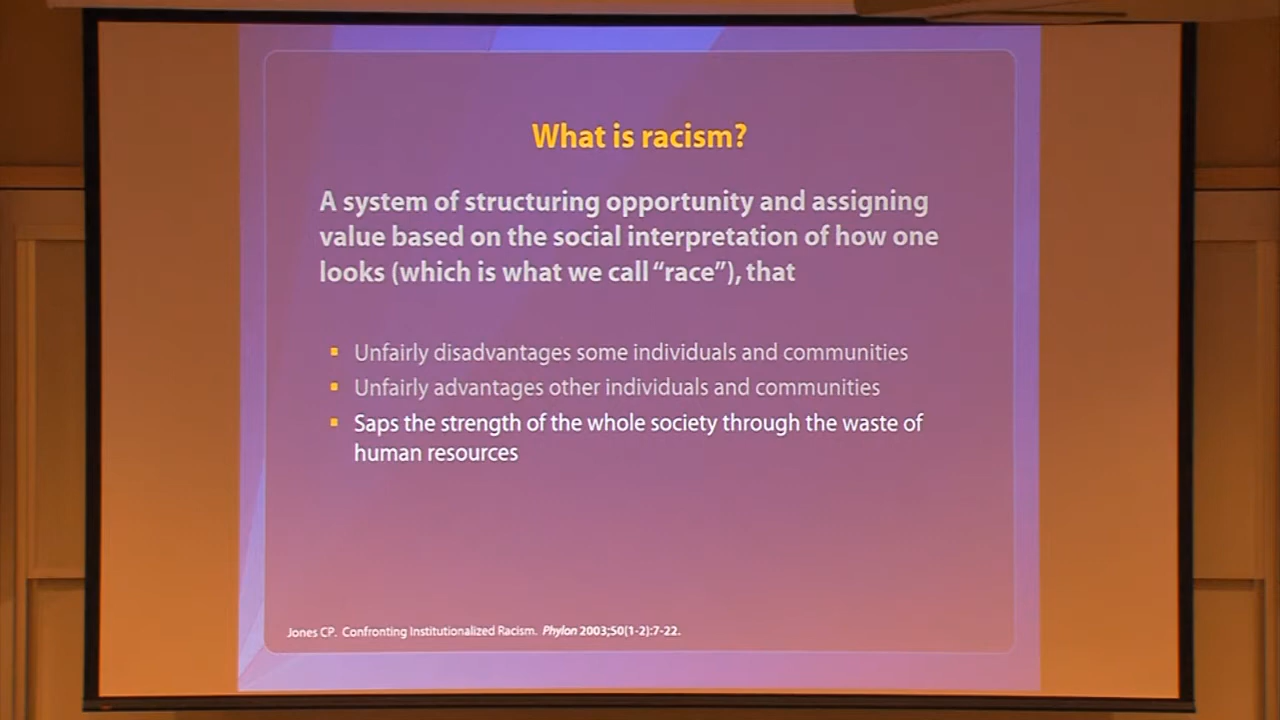 What is racism?
A system of structuring opportunity and assigning
value based on the social interpretation of how one
looks (which is what we call “race”), that
▪ Unfairly disadvantages some individuals and communities
▪ Unfairly advantages other individuals and communities
▪ Saps the strength of the whole society through the waste of
human resources
Jones CP. Confronting Institutionalized Racism. Phylon 2003;50(1-2):7-22.